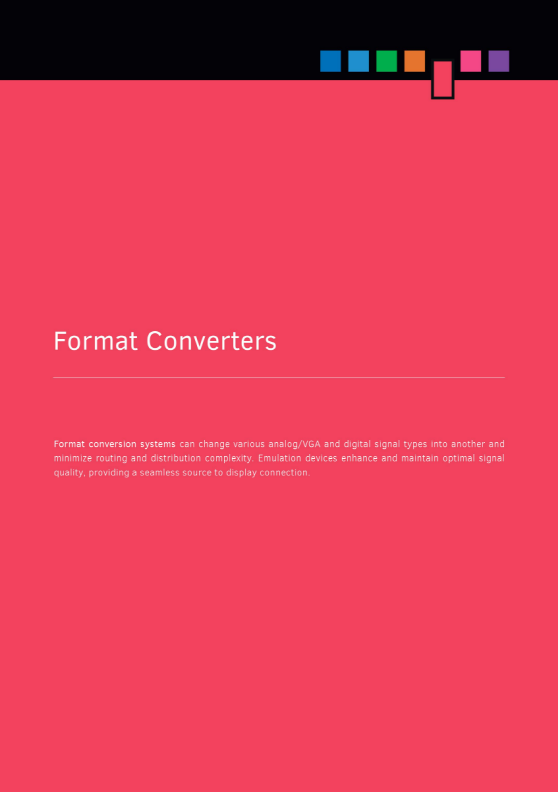 Format Converters
Format conversion systems can change various analog/VGA and digital signal types into another and
minimize routing and distribution complexity. Emulation devices enhance and maintain optimal signal
quality, providing a seamless source to display connection.